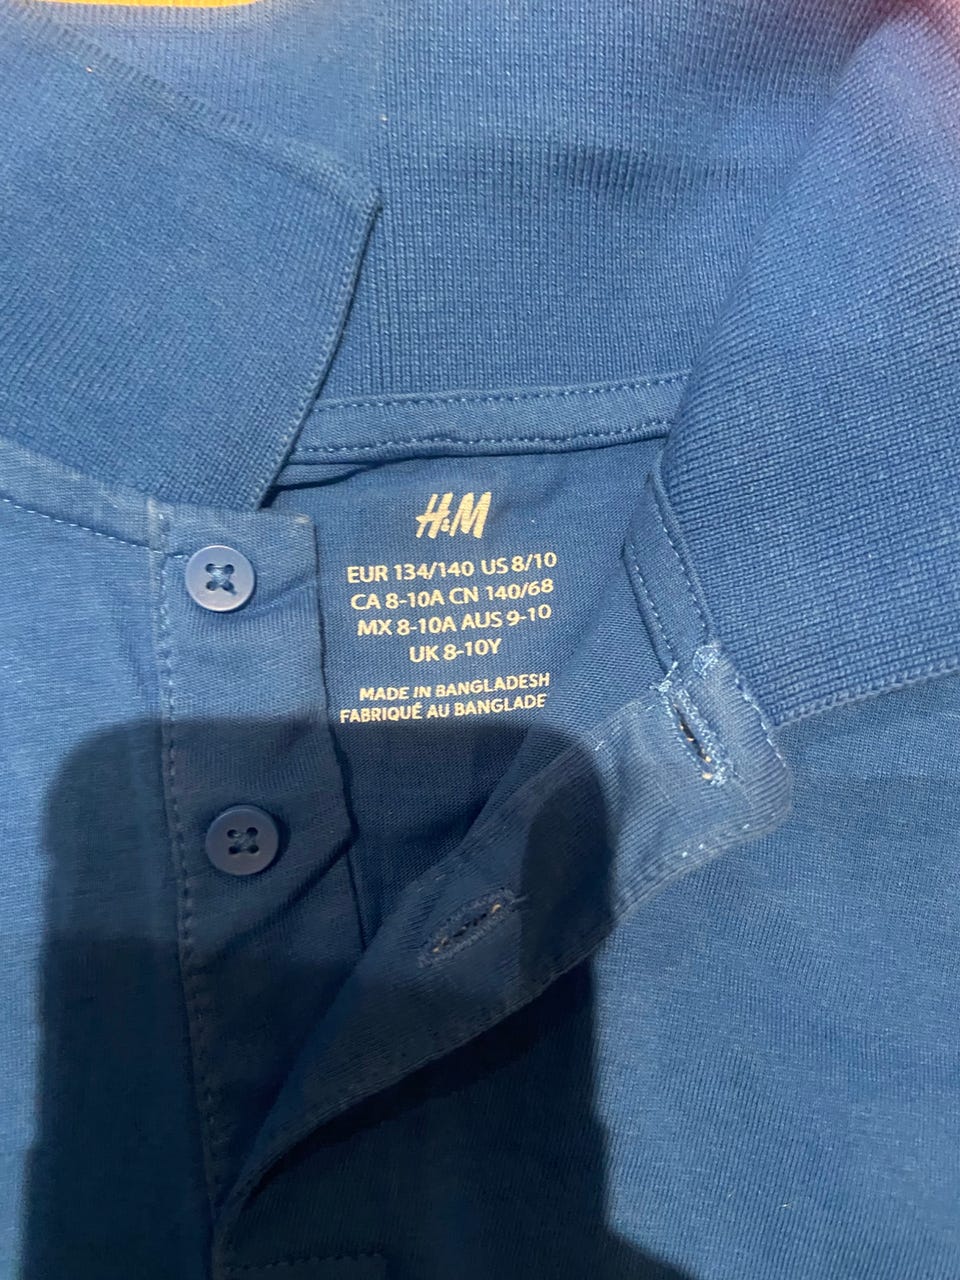 H&M
EUR 134/140 US 8/10
CA 8-10A CN 140/68
MX 8-10A AUS 9-10
UK 8-10Y
MADE IN BANGLADESH
FABRIQUÉ AU BANGLADE